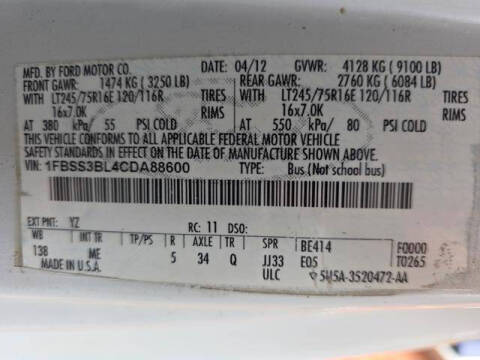 MFD. BY FORD MOTOR CO. DATE: 04/12 GVWR: 4128 KG ( 9100 LB)
FRONT GAWR: 1474 KG ( 3250 LB) REAR GAWR: 2760 KG ( 6084 LB)
WITH LT245/75R16E 120/116R TIRES WITH LT245/75R16E 120/116R TIRES
16x7.0K RIMS 16x7.0K RIMS
AT 380 kPa/ 55 PSI COLD AT 550 kPa/ 80 PSI COLD
THIS VEHICLE CONFORMS TO ALL APPLICABLE FEDERAL MOTOR VEHICLE
SAFETY STANDARDS IN EFFECT ON THE DATE OF MANUFACTURE SHOWN ABOVE.
VIN: 1FBSS3BL4CDA88600 TYPE: Bus (Not School Bus)
EXT PNT: YZ RC: 11 DSO:
WB INT TR TP/PS R AXLE TR SPR BE414 F0000
138 ME 5 34 Q JJ33 E05 T0265
MADE IN U.S.A. ULC 5U5A-3520472-AA